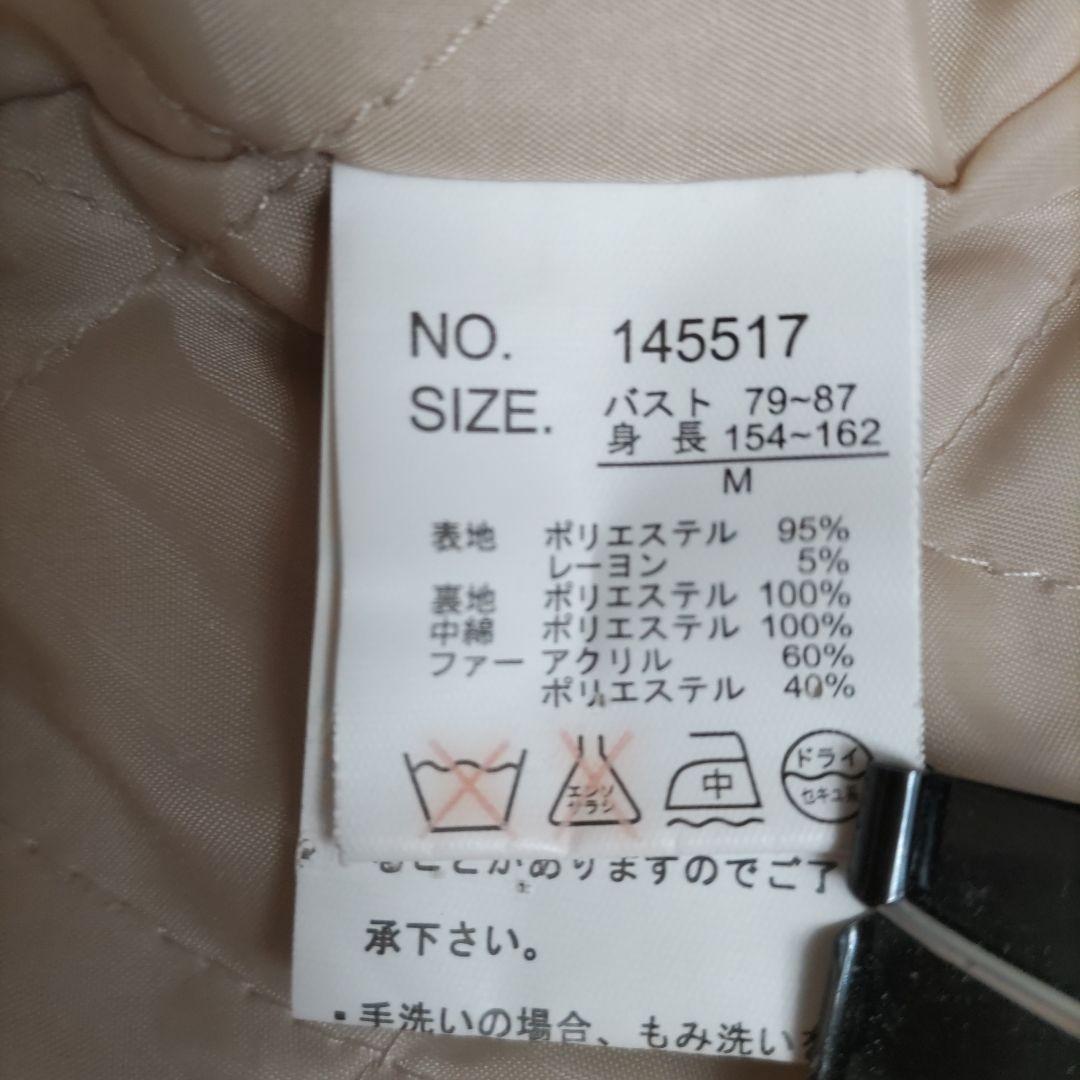 NO. 145517
SIZE. バスト 79~87
身長 154~162
M
表地 ポリエステル 95%
レーヨン 5%
裏地 ポリエステル 100%
中綿 ポリエステル 100%
ファー アクリル 60%
ポリエステル 40%
エンソ
サラシ
中
ドライ
セキユ系
ることがありますのでご了
承下さい。
・手洗いの場合、もみ洗い